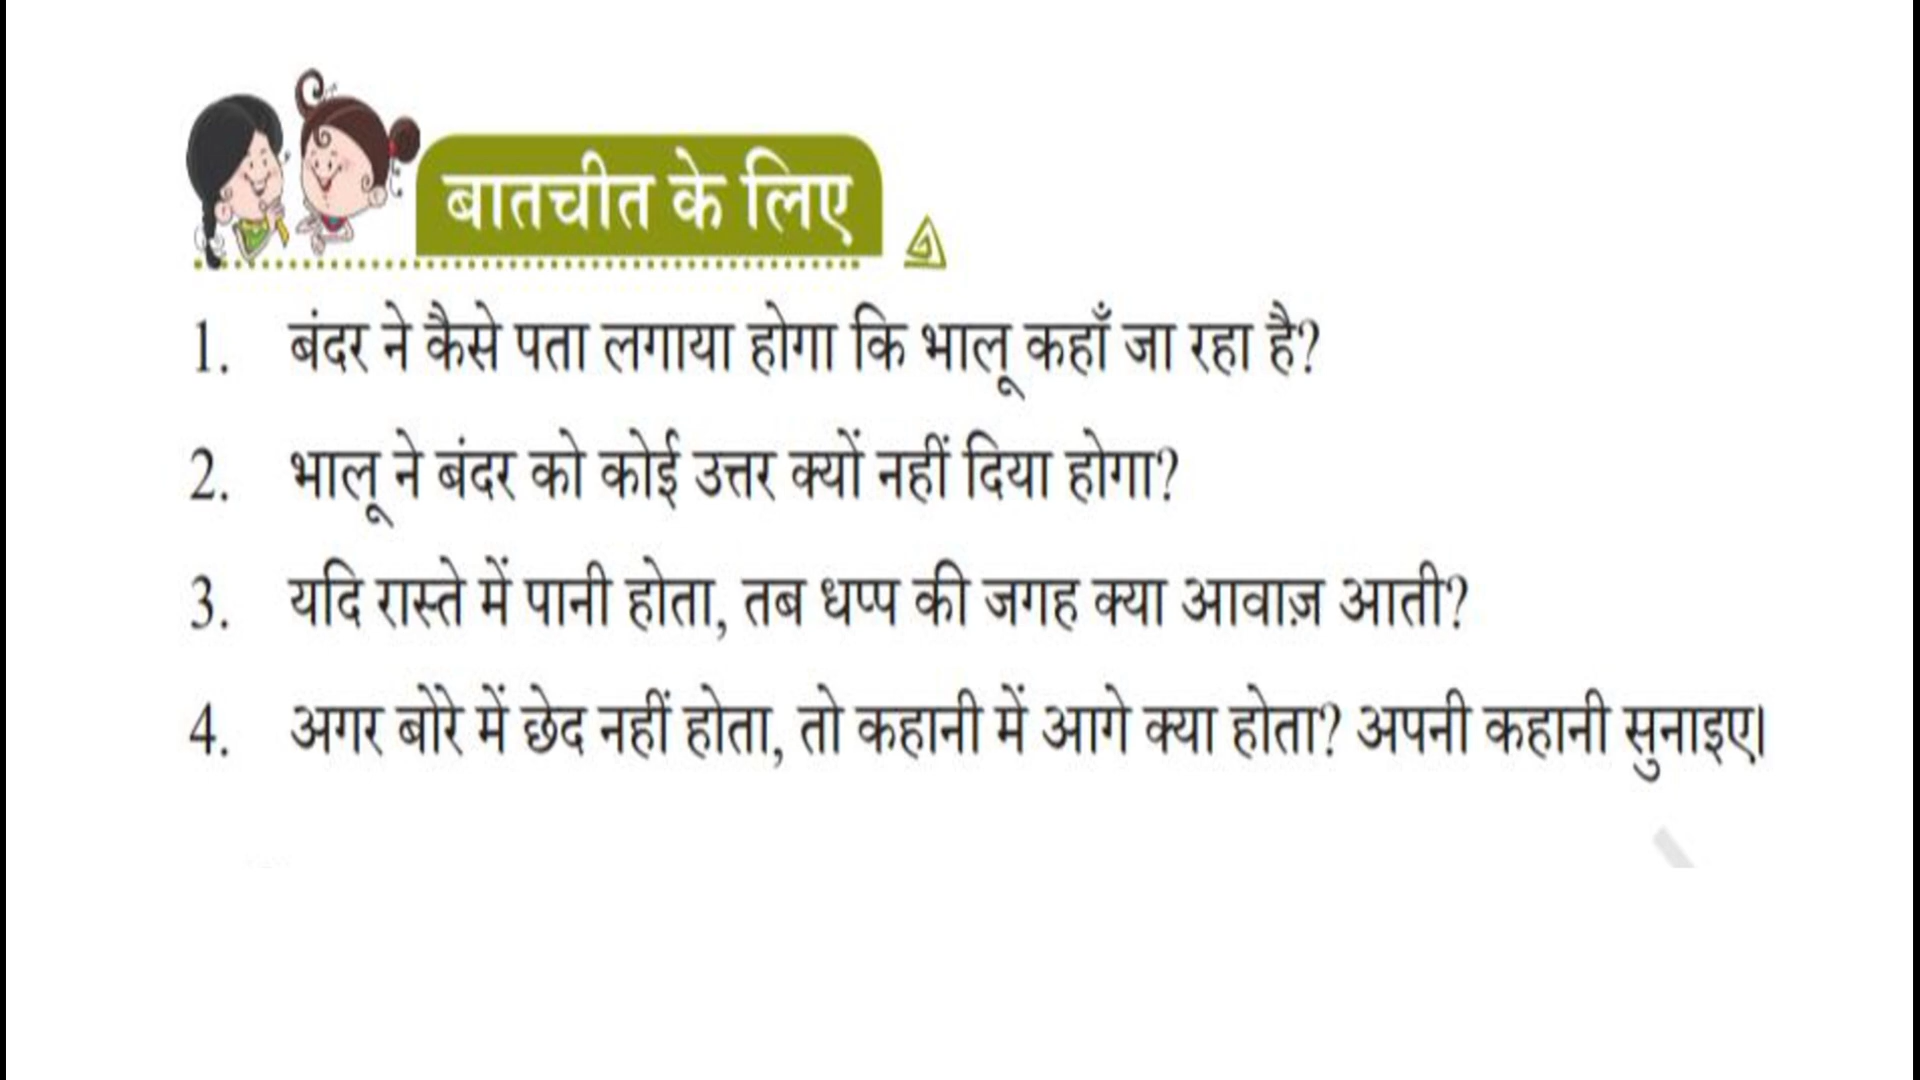 बातचीत के लिए
1. बंदर ने कैसे पता लगाया होगा कि भालू कहाँ जा रहा है?
2. भालू ने बंदर को कोई उत्तर क्यों नहीं दिया होगा?
3. यदि रास्ते में पानी होता, तब धप्प की जगह क्या आवाज़ आती?
4. अगर बोरे में छेद नहीं होता, तो कहानी में आगे क्या होता? अपनी कहानी सुनाइए।